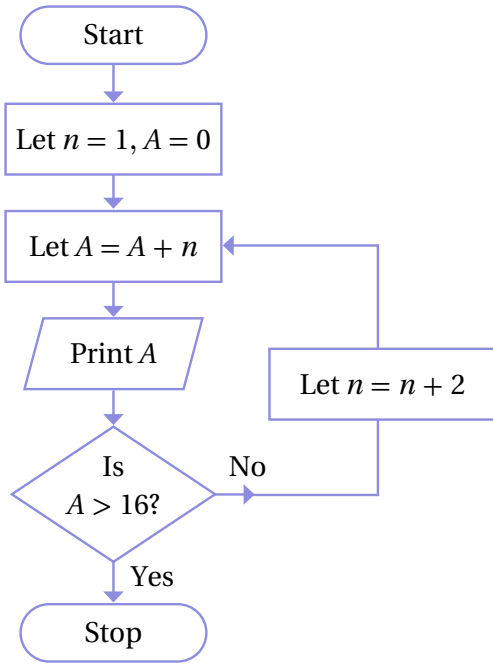 Start
Let n = 1, A = 0
Let A = A + n
Print A
Let n = n + 2
Is
No
A > 16?
Yes
Stop